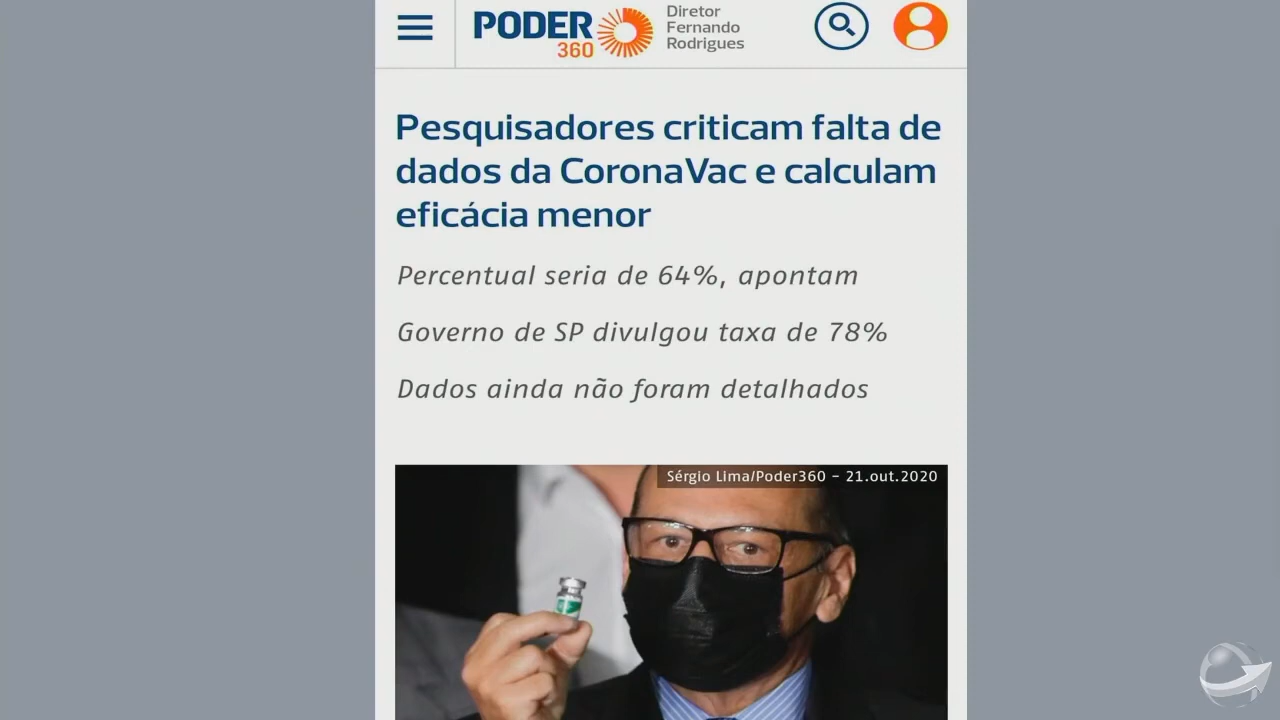 PODER
360
Diretor
Fernando
Rodrigues
Pesquisadores criticam falta de
dados da CoronaVac e calculam
eficácia menor
Percentual seria de 64%, apontam
Governo de SP divulgou taxa de 78%
Dados ainda não foram detalhados
Sérgio Lima/Poder360 – 21.out.2020